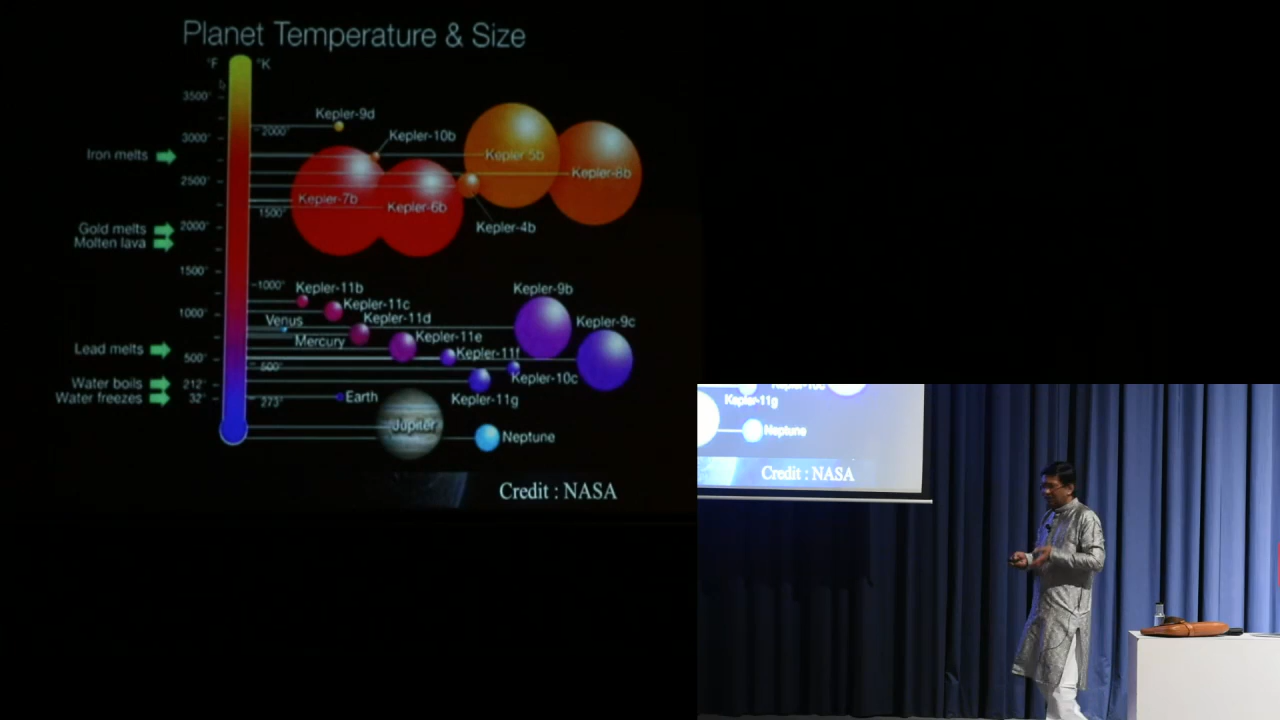 Planet Temperature & Size
°F
°K
3500°
Kepler-9d
2000°
3000°
Kepler-10b
Iron melts
Kepler 5b
Kepler-8b
2500°
Kepler-7b
Kepler-6b
1500°
Kepler-4b
Gold melts
2000°
Molten lava
1500°
1000°
Kepler-11b
Kepler-9b
Kepler-11c
1000°
Venus
Kepler-11d
Kepler-9c
Mercury
Kepler-11e
Lead melts
500°
Kepler-11f
500°
Kepler-10c
Water boils
212°
Water freezes
32°
273°
Earth
Kepler-11g
Jupiter
Neptune
Credit : NASA
Kepler-11g
Neptune
Credit : NASA